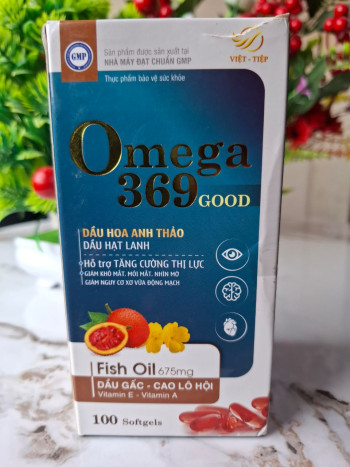 GMP
Sản phẩm được sản xuất tại
NHÀ MÁY ĐẠT CHUẨN GMP
Thực phẩm bảo vệ sức khỏe
VIỆT - TIỆP
Omega
369 GOOD
DẦU HOA ANH THẢO
DẦU HẠT LANH
+Hỗ trợ TĂNG CƯỜNG THỊ LỰC
+GIẢM KHÔ MẮT, MỎI MẮT, NHÌN MỜ
GIẢM NGUY CƠ XƠ VỮA ĐỘNG MẠCH
Fish Oil 675mg
DẦU GẤC - CAO LÔ HỘI
Vitamin E - Vitamin A
100 Softgels